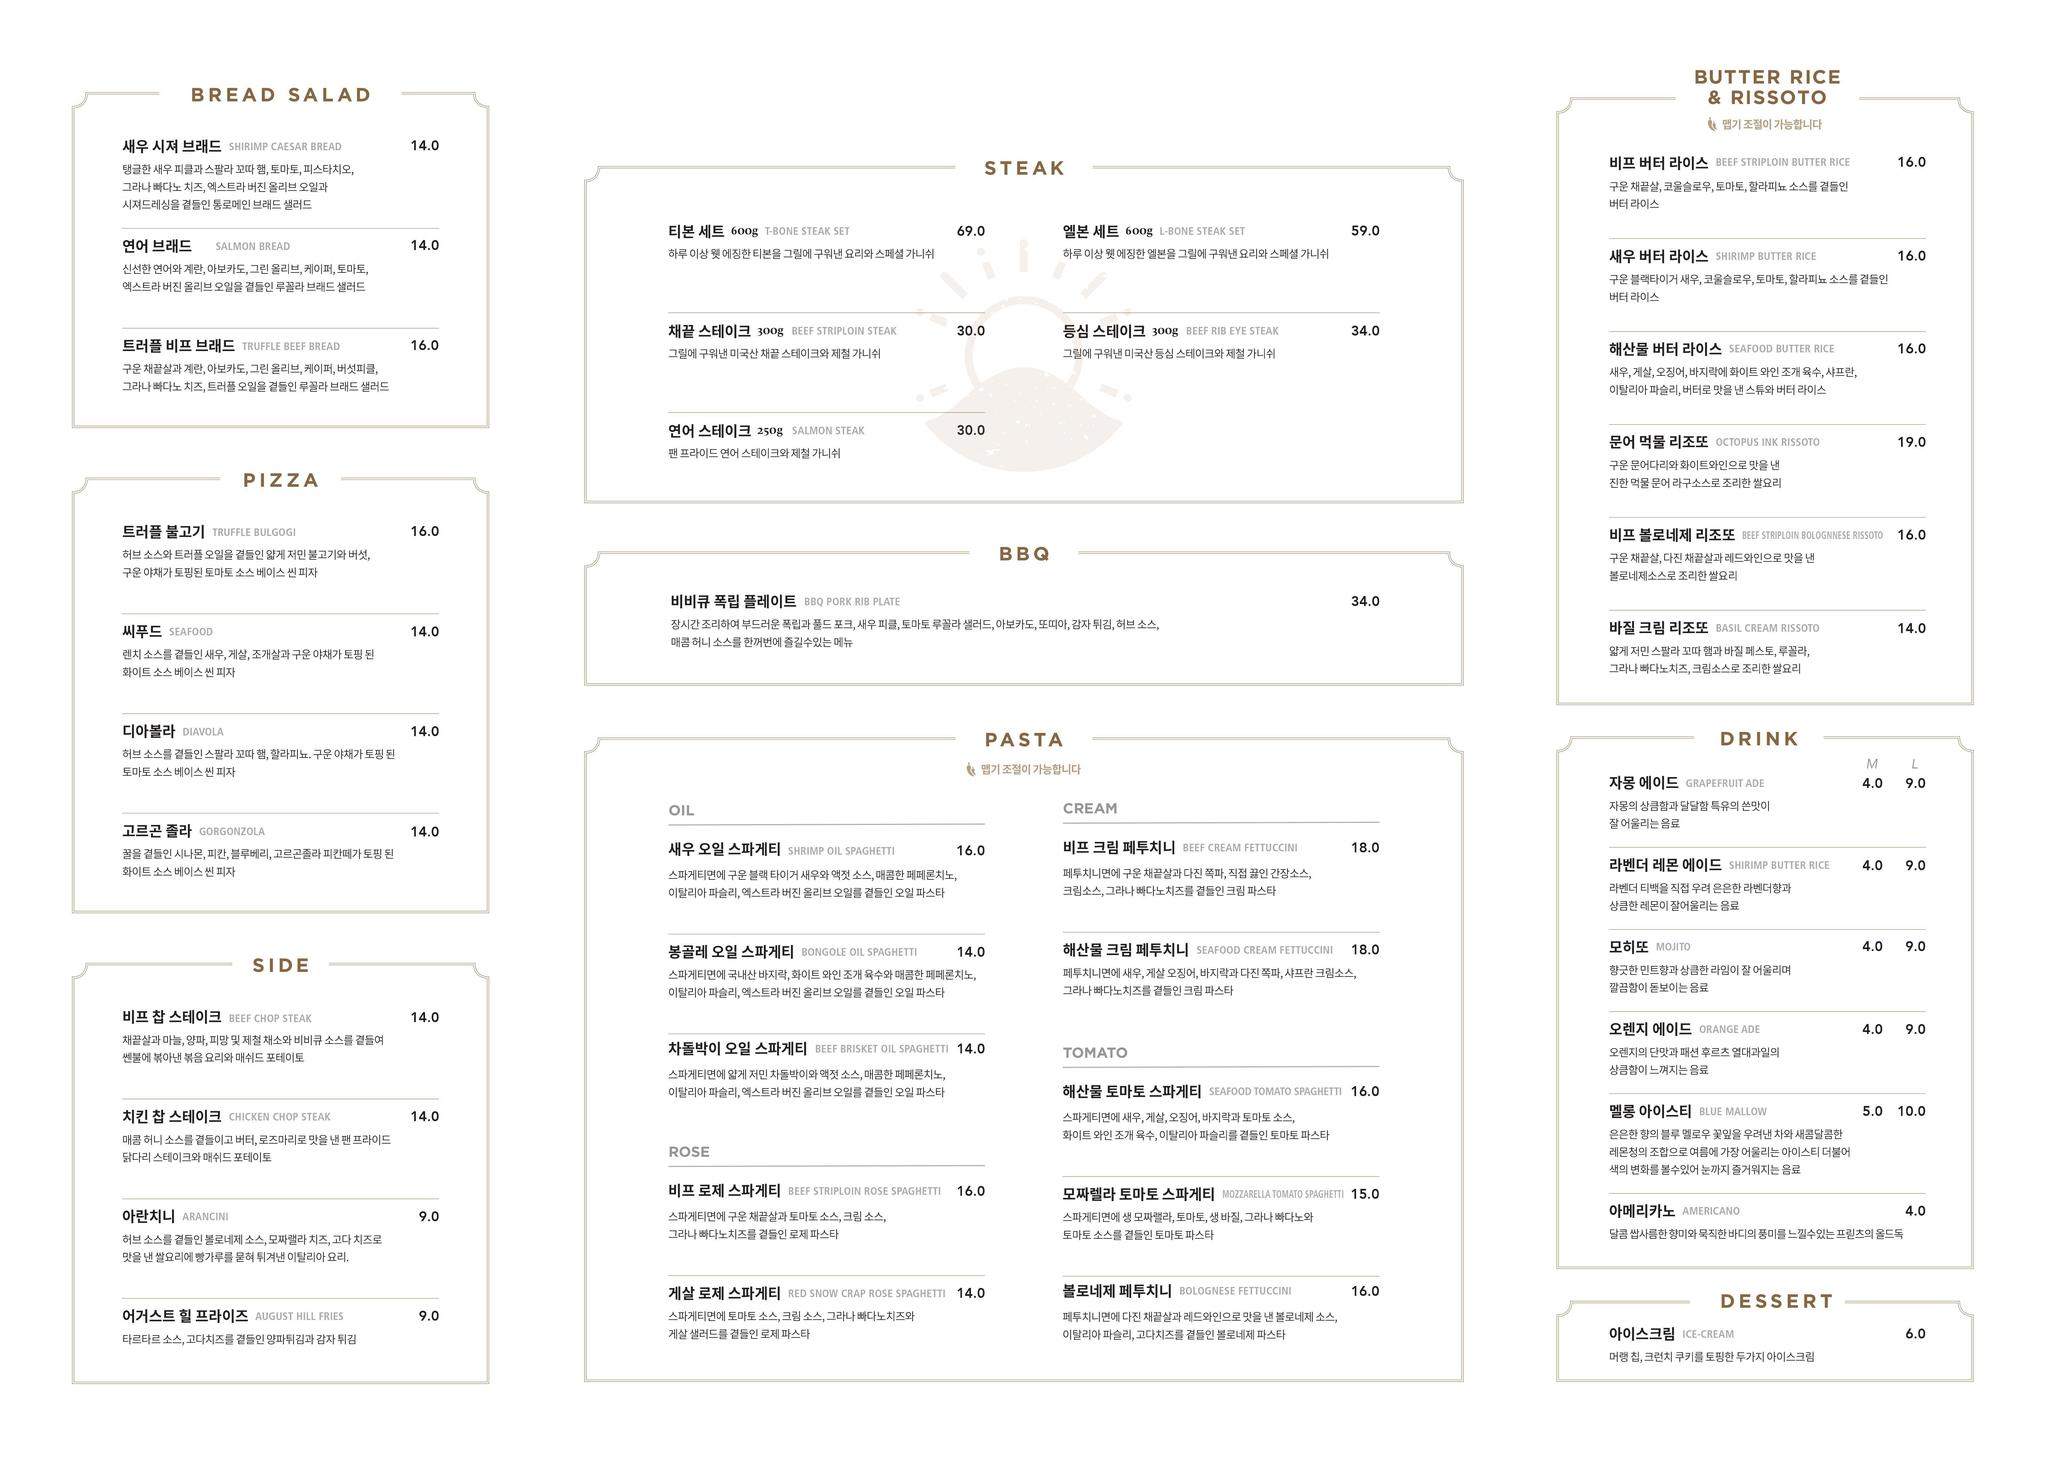 BREAD SALAD
새우 시져 브래드 SHIRIMP CAESAR BREAD 14.0
탱글한 새우 피클과 스팔라 꼬따 햄, 토마토, 피스타치오,
그라나 빠다노 치즈, 엑스트라 버진 올리브 오일과
시져드레싱을 곁들인 통로메인 브래드 샐러드
연어 브래드 SALMON BREAD 14.0
신선한 연어와 계란, 아보카도, 그린 올리브, 케이퍼, 토마토,
엑스트라 버진 올리브 오일을 곁들인 루꼴라 브래드 샐러드
트러플 비프 브래드 TRUFFLE BEEF BREAD 16.0
구운 채끝살과 계란, 아보카도, 그린 올리브, 케이퍼, 버섯피클,
그라나 빠다노 치즈, 트러플 오일을 곁들인 루꼴라 브래드 샐러드
PIZZA
트러플 불고기 TRUFFLE BULGOGI 16.0
허브 소스와 트러플 오일을 곁들인 얇게 저민 불고기와 버섯,
구운 야채가 토핑된 토마토 소스 베이스 씬 피자
씨푸드 SEAFOOD 14.0
렌치 소스를 곁들인 새우, 게살, 조개살과 구운 야채가 토핑 된
화이트 소스 베이스 씬 피자
디아볼라 DIAVOLA 14.0
허브 소스를 곁들인 스팔라 꼬따 햄, 할라피뇨. 구운 야채가 토핑 된
토마토 소스 베이스 씬 피자
고르곤 졸라 GORGONZOLA 14.0
꿀을 곁들인 시나몬, 피칸, 블루베리, 고르곤졸라 피칸떼가 토핑 된
화이트 소스 베이스 씬 피자
SIDE
비프 찹 스테이크 BEEF CHOP STEAK 14.0
채끝살과 마늘, 양파, 피망 및 제철 채소와 비비큐 소스를 곁들여
쎈불에 볶아낸 볶음 요리와 매쉬드 포테이토
치킨 찹 스테이크 CHICKEN CHOP STEAK 14.0
매콤 허니 소스를 곁들이고 버터, 로즈마리로 맛을 낸 팬 프라이드
닭다리 스테이크와 매쉬드 포테이토
아란치니 ARANCINI 9.0
허브 소스를 곁들인 볼로네제 소스, 모짜랠라 치즈, 고다 치즈로
맛을 낸 쌀요리에 빵가루를 묻혀 튀겨낸 이탈리아 요리.
어거스트 힐 프라이즈 AUGUST HILL FRIES 9.0
타르타르 소스, 고다치즈를 곁들인 양파튀김과 감자 튀김
STEAK
티본 세트 600g T-BONE STEAK SET 69.0
하루 이상 웻 에징한 티본을 그릴에 구워낸 요리와 스페셜 가니쉬
엘본 세트 600g L-BONE STEAK SET 59.0
하루 이상 웻 에징한 엘본을 그릴에 구워낸 요리와 스페셜 가니쉬
채끝 스테이크 300g BEEF STRIPLOIN STEAK 30.0
그릴에 구워낸 미국산 채끝 스테이크와 제철 가니쉬
등심 스테이크 300g BEEF RIB EYE STEAK 34.0
그릴에 구워낸 미국산 등심 스테이크와 제철 가니쉬
연어 스테이크 250g SALMON STEAK 30.0
팬 프라이드 연어 스테이크와 제철 가니쉬
BBQ
비비큐 폭립 플레이트 BBQ PORK RIB PLATE 34.0
장시간 조리하여 부드러운 폭립과 풀드 포크, 새우 피클, 토마토 루꼴라 샐러드, 아보카도, 또띠아, 감자 튀김, 허브 소스,
매콤 허니 소스를 한꺼번에 즐길수있는 메뉴
PASTA
맵기 조절이 가능합니다
OIL
새우 오일 스파게티 SHRIMP OIL SPAGHETTI 16.0
스파게티면에 구운 블랙 타이거 새우와 액젓 소스, 매콤한 페페론치노,
이탈리아 파슬리, 엑스트라 버진 올리브 오일를 곁들인 오일 파스타
봉골레 오일 스파게티 BONGOLE OIL SPAGHETTI 14.0
스파게티면에 국내산 바지락, 화이트 와인 조개 육수와 매콤한 페페론치노,
이탈리아 파슬리, 엑스트라 버진 올리브 오일를 곁들인 오일 파스타
차돌박이 오일 스파게티 BEEF BRISKET OIL SPAGHETTI 14.0
스파게티면에 얇게 저민 차돌박이와 액젓 소스, 매콤한 페페론치노,
이탈리아 파슬리, 엑스트라 버진 올리브 오일를 곁들인 오일 파스타
ROSE
비프 로제 스파게티 BEEF STRIPLOIN ROSE SPAGHETTI 16.0
스파게티면에 구운 채끝살과 토마토 소스, 크림 소스,
그라나 빠다노치즈를 곁들인 로제 파스타
게살 로제 스파게티 RED SNOW CRAP ROSE SPAGHETTI 14.0
스파게티면에 토마토 소스, 크림 소스, 그라나 빠다노치즈와
게살 샐러드를 곁들인 로제 파스타
CREAM
비프 크림 페투치니 BEEF CREAM FETTUCCINI 18.0
페투치니면에 구운 채끝살과 다진 쪽파, 직접 끓인 간장소스,
크림소스, 그라나 빠다노치즈를 곁들인 크림 파스타
해산물 크림 페투치니 SEAFOOD CREAM FETTUCCINI 18.0
페투치니면에 새우, 게살 오징어, 바지락과 다진 쪽파, 샤프란 크림소스,
그라나 빠다노치즈를 곁들인 크림 파스타
TOMATO
해산물 토마토 스파게티 SEAFOOD TOMATO SPAGHETTI 16.0
스파게티면에 새우, 게살, 오징어, 바지락과 토마토 소스,
화이트 와인 조개 육수, 이탈리아 파슬리를 곁들인 토마토 파스타
모짜렐라 토마토 스파게티 MOZZARELLA TOMATO SPAGHETTI 15.0
스파게티면에 생 모짜랠라, 토마토, 생 바질, 그라나 빠다노와
토마토 소스를 곁들인 토마토 파스타
볼로네제 페투치니 BOLOGNESE FETTUCCINI 16.0
페투치니면에 다진 채끝살과 레드와인으로 맛을 낸 볼로네제 소스,
이탈리아 파슬리, 고다치즈를 곁들인 볼로네제 파스타
BUTTER RICE
& RISSOTO
맵기 조절이 가능합니다
비프 버터 라이스 BEEF STRIPLOIN BUTTER RICE 16.0
구운 채끝살, 코울슬로우, 토마토, 할라피뇨 소스를 곁들인
버터 라이스
새우 버터 라이스 SHIRIMP BUTTER RICE 16.0
구운 블랙타이거 새우, 코울슬로우, 토마토, 할라피뇨 소스를 곁들인
버터 라이스
해산물 버터 라이스 SEAFOOD BUTTER RICE 16.0
새우, 게살, 오징어, 바지락에 화이트 와인 조개 육수, 샤프란,
이탈리아 파슬리, 버터로 맛을 낸 스튜와 버터 라이스
문어 먹물 리조또 OCTOPUS INK RISSOTO 19.0
구운 문어다리와 화이트와인으로 맛을 낸
진한 먹물 문어 라구소스로 조리한 쌀요리
비프 볼로네제 리조또 BEEF STRIPLOIN BOLOGNNESE RISSOTO 16.0
구운 채끝살, 다진 채끝살과 레드와인으로 맛을 낸
볼로네제소스로 조리한 쌀요리
바질 크림 리조또 BASIL CREAM RISSOTO 14.0
얇게 저민 스팔라 꼬따 햄과 바질 페스토, 루꼴라,
그라나 빠다노치즈, 크림소스로 조리한 쌀요리
DRINK
M L
자몽 에이드 GRAPEFRUIT ADE 4.0 9.0
자몽의 상큼함과 달달함 특유의 쓴맛이
잘 어울리는 음료
라벤더 레몬 에이드 SHIRIMP BUTTER RICE 4.0 9.0
라벤더 티백을 직접 우려 은은한 라벤더향과
상큼한 레몬이 잘어울리는 음료
모히또 MOJITO 4.0 9.0
향긋한 민트향과 상큼한 라임이 잘 어울리며
깔끔함이 돋보이는 음료
오렌지 에이드 ORANGE ADE 4.0 9.0
오렌지의 단맛과 패션 후르츠 열대과일의
상큼함이 느껴지는 음료
멜롱 아이스티 BLUE MALLOW 5.0 10.0
은은한 향의 블루 멜로우 꽃잎을 우려낸 차와 새콤달콤한
레몬청의 조합으로 여름에 가장 어울리는 아이스티 더불어
색의 변화를 볼수있어 눈까지 즐거워지는 음료
아메리카노 AMERICANO 4.0
달콤 쌉사름한 향미와 묵직한 바디의 풍미를 느낄수있는 프릳츠의 올드독
DESSERT
아이스크림 ICE-CREAM 6.0
머랭 칩, 크런치 쿠키를 토핑한 두가지 아이스크림